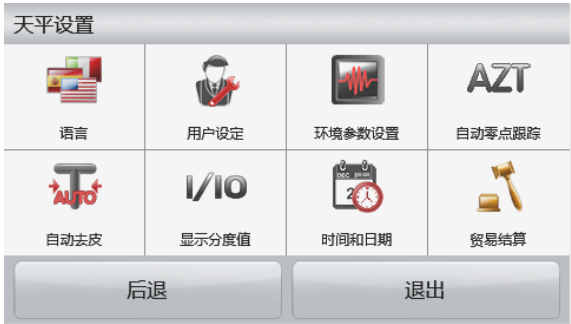 天平设置
AZT
语言
用户设定
环境参数设置
自动零点跟踪
AUTO
1/10
DEC
2
自动去皮
显示分度值
时间和日期
贸易结算
后退
退出